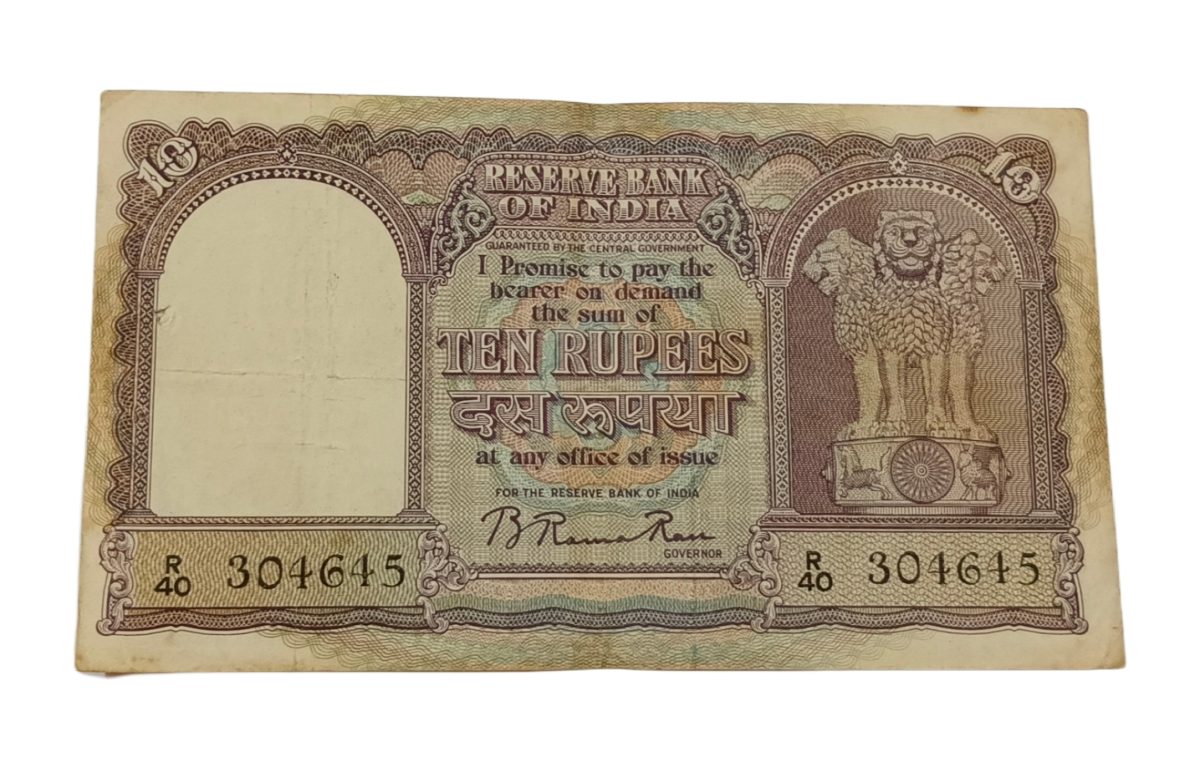 10
10
RESERVE BANK
OF INDIA
GUARANTEED BY THE CENTRAL GOVERNMENT
I Promise to pay the
bearer on demand
the sum of
TEN RUPEES
दस रूपया
at any office of issue
FOR THE RESERVE BANK OF INDIA
B Rama Rau
GOVERNOR
R
40 304645
R
40 304645